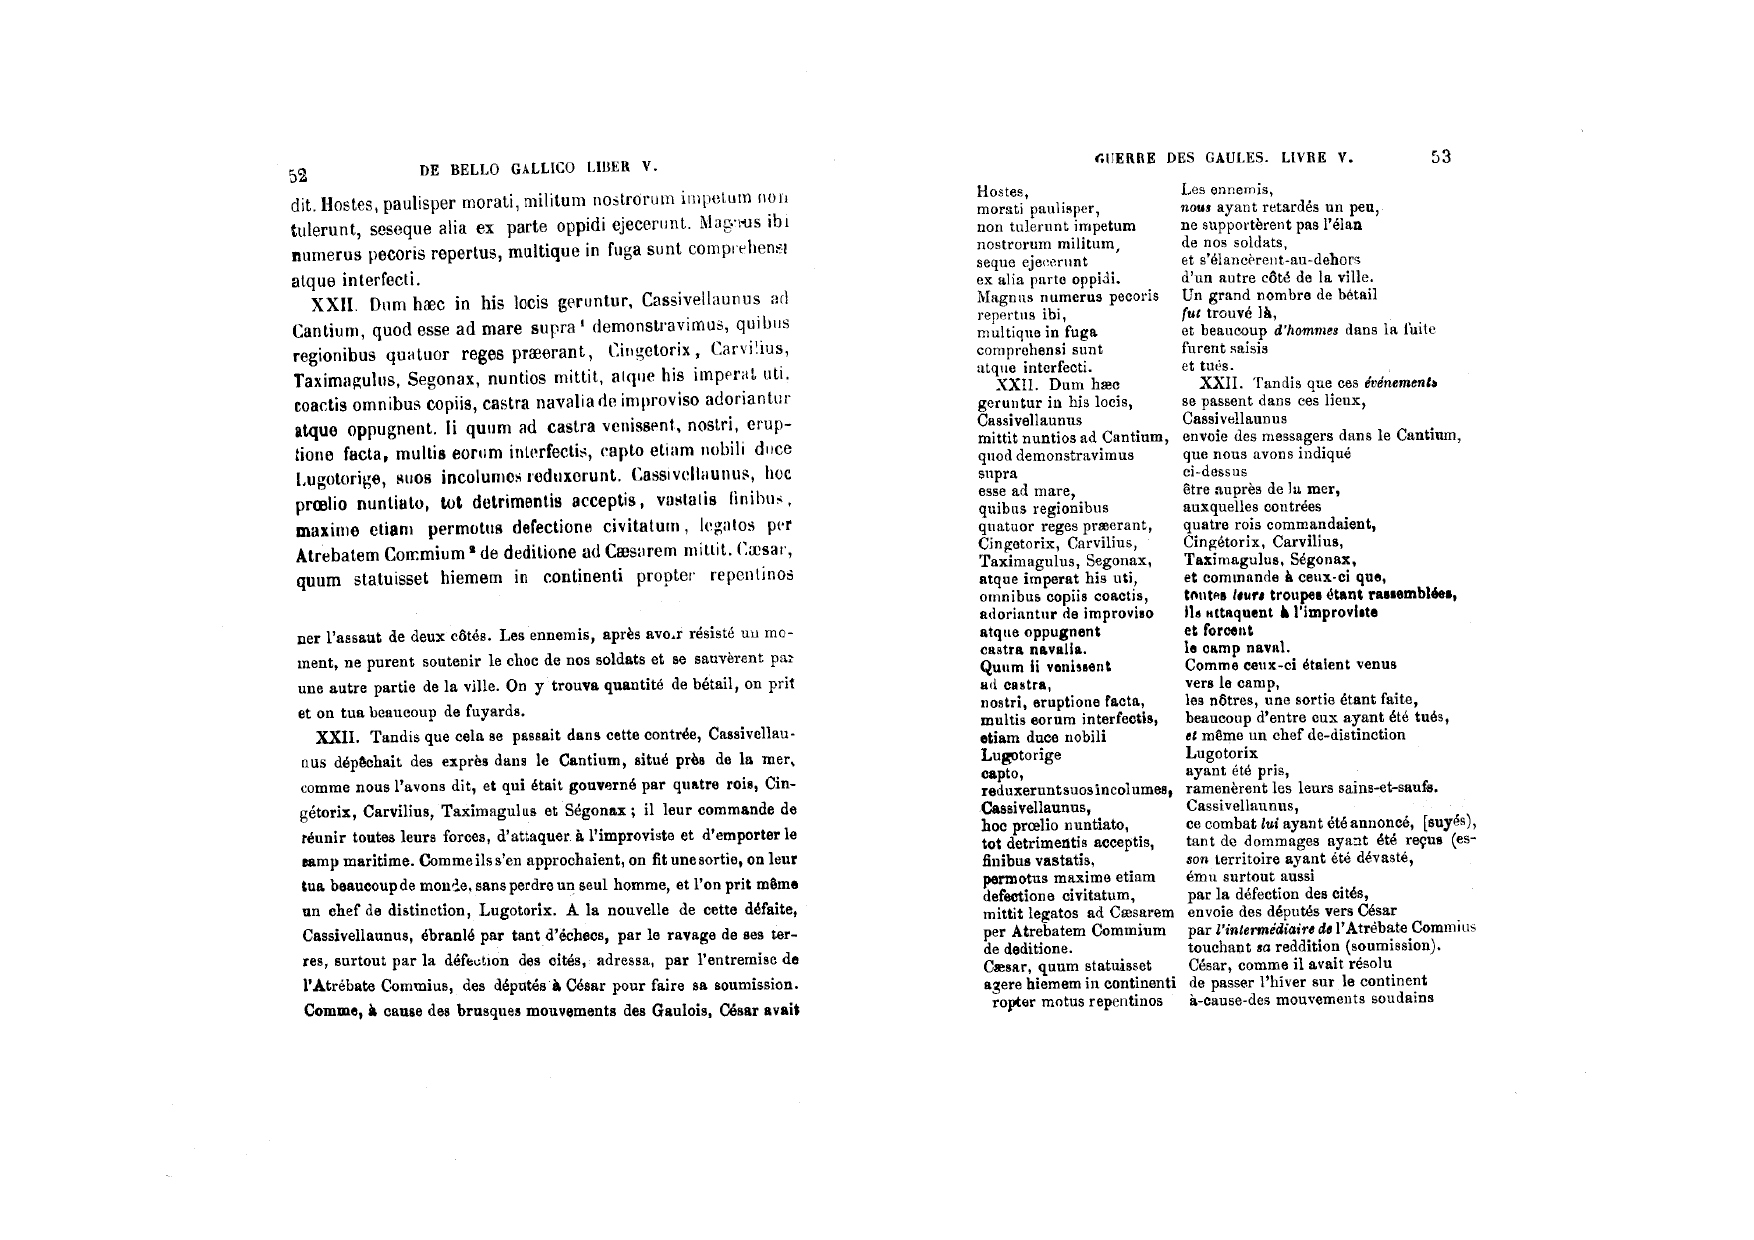 52
DE BELLO GALLICO LIBER V.
dit. Hostes, paulisper morati, militum nostrorum impetum non
tulerunt, seseque alia ex parte oppidi ejecerunt. Magnus ibi
numerus pecoris repertus, multique in fuga sunt comprehensi
atque interfecti.
XXII. Dum hæc in his locis geruntur, Cassivellaunus ad
Cantium, quod esse ad mare supra ¹ demonstravimus, quibus
regionibus quatuor reges præerant, Cingetorix, Carvilius,
Taximagulus, Segonax, nuntios mittit, atque his imperat uti,
coactis omnibus copiis, castra navalia de improviso adoriantur
atque oppugnent. Ii quum ad castra venissent, nostri, erup-
tione facta, multis eorum interfectis, capto etiam nobili duce
Lugotorige, suos incolumes reduxerunt. Cassivellaunus, hoc
prœlio nuntiato, tot detrimentis acceptis, vastatis finibus,
maxime etiam permotus defectione civitatum, legatos per
Atrebatem Commium ² de deditione ad Cæsarem mittit. Cæsar,
quum statuisset hiemem in continenti propter repentinos
ner l'assaut de deux côtés. Les ennemis, après avoir résisté un mo-
ment, ne purent soutenir le choc de nos soldats et se sauvèrent par
une autre partie de la ville. On y trouva quantité de bétail, on prit
et on tua beaucoup de fuyards.
XXII. Tandis que cela se passait dans cette contrée, Cassivellau-
nus dépêchait des exprès dans le Cantium, situé près de la mer,
comme nous l'avons dit, et qui était gouverné par quatre rois, Cin-
gétorix, Carvilius, Taximagulus et Ségonax ; il leur commande de
réunir toutes leurs forces, d'attaquer à l'improviste et d'emporter le
camp maritime. Comme ils s'en approchaient, on fit une sortie, on leur
tua beaucoup de monde, sans perdre un seul homme, et l'on prit même
un chef de distinction, Lugotorix. A la nouvelle de cette défaite,
Cassivellaunus, ébranlé par tant d'échecs, par le ravage de ses ter-
res, surtout par la défection des cités, adressa, par l'entremise de
l'Atrébate Commius, des députés à César pour faire sa soumission.
Comme, à cause des brusques mouvements des Gaulois, César avait
GUERRE DES GAULES. LIVRE V.
53
Hostes,
morati paulisper,
non tulerunt impetum
nostrorum militum,
seque ejecerunt
ex alia parte oppidi.
Magnus numerus pecoris
repertus ibi,
multique in fuga
comprehensi sunt
atque interfecti.
XXII. Dum hæc
geruntur in his locis,
Cassivellaunus
mittit nuntios ad Cantium,
quod demonstravimus
supra
esse ad mare,
quibus regionibus
quatuor reges præerant,
Cingetorix, Carvilius,
Taximagulus, Segonax,
atque imperat his uti,
omnibus copiis coactis,
adoriantur de improviso
atque oppugnent
castra navalia.
Quum ii venissent
ad castra,
nostri, eruptione facta,
multis eorum interfectis,
etiam duce nobili
Lugotorige
capto,
reduxerunt suos incolumes,
Cassivellaunus,
hoc prœlio nuntiato,
tot detrimentis acceptis,
finibus vastatis,
permotus maxime etiam
defectione civitatum,
mittit legatos ad Cæsarem
per Atrebatem Commium
de deditione.
Cæsar, quum statuisset
agere hiemem in continenti
ropter motus repentinos
Les ennemis,
nous ayant retardés un peu,
ne supportèrent pas l'élan
de nos soldats,
et s'élancèrent-au-dehors
d'un autre côté de la ville.
Un grand nombre de bétail
fut trouvé là,
et beaucoup d'hommes dans la fuite
furent saisis
et tués.
XXII. Tandis que ces événements
se passent dans ces lieux,
Cassivellaunus
envoie des messagers dans le Cantium,
que nous avons indiqué
ci-dessus
être auprès de la mer,
auxquelles contrées
quatre rois commandaient,
Cingétorix, Carvilius,
Taximagulus, Ségonax,
et commande à ceux-ci que,
toutes leurs troupes étant rassemblées,
ils attaquent à l'improviste
et forcent
le camp naval.
Comme ceux-ci étaient venus
vers le camp,
les nôtres, une sortie étant faite,
beaucoup d'entre eux ayant été tués,
et même un chef de-distinction
Lugotorix
ayant été pris,
ramenèrent les leurs sains-et-saufs.
Cassivellaunus,
ce combat lui ayant été annoncé, [suyés),
tant de dommages ayant été reçus (es-
son territoire ayant été dévasté,
ému surtout aussi
par la défection des cités,
envoie des députés vers César
par l'intermédiaire de l'Atrébate Commius
touchant sa reddition (soumission).
César, comme il avait résolu
de passer l'hiver sur le continent
à-cause-des mouvements soudains